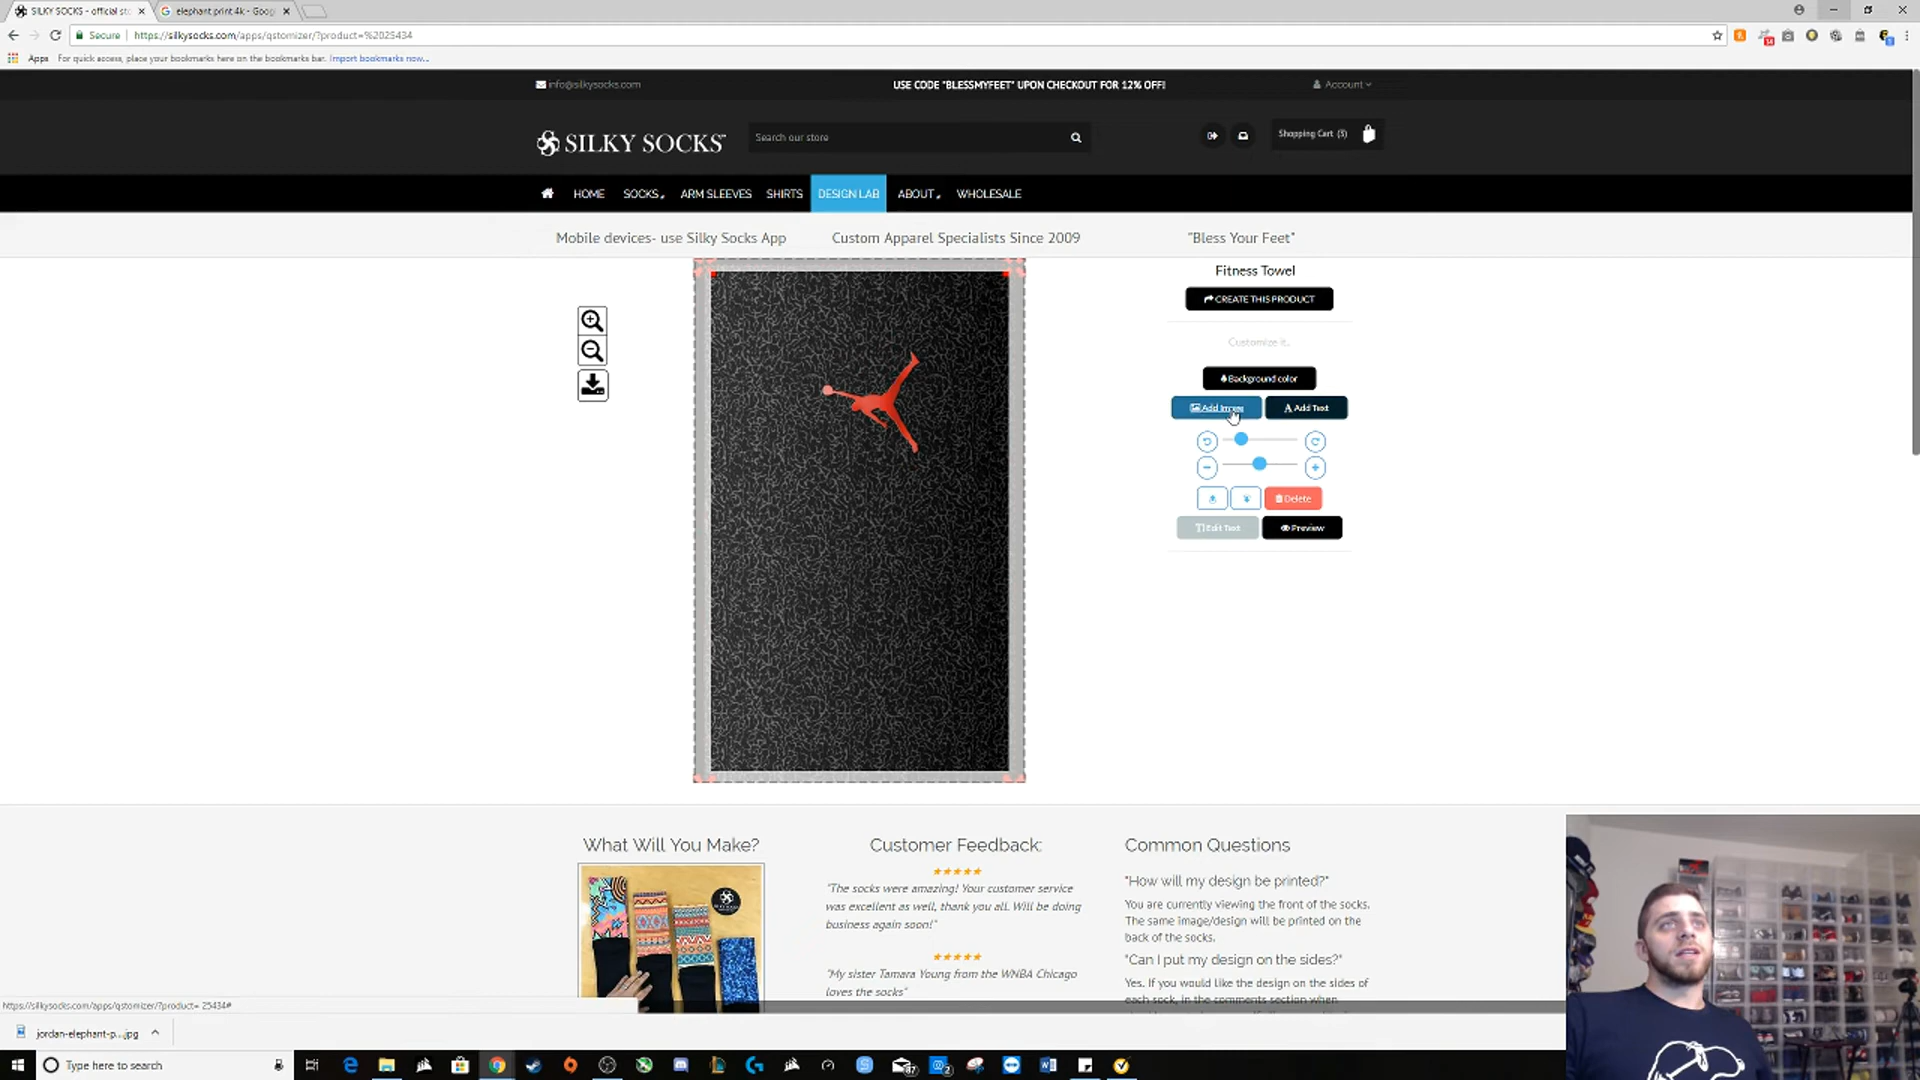 SILKY SOCKS - official st
elephant print 4k - Goo
Secure
https://silkysocks.com/apps/qstomizer/?product=%2025434
Apps
For quick access, place your bookmarks here on the bookmarks bar. Import bookmarks now...
info@silkysocks.com
USE CODE "BLESSMYFEET" UPON CHECKOUT FOR 12% OFF!
Account
SILKY SOCKS
Search our store
Shopping Cart (3)
HOME SOCKS ARM SLEEVES SHIRTS DESIGN LAB ABOUT WHOLESALE
Mobile devices- use Silky Socks App
Custom Apparel Specialists Since 2009
"Bless Your Feet"
Fitness Towel
CREATE THIS PRODUCT
Customize it.
Background color
Add Image
Add Text
Delete
Edit Text
Preview
What Will You Make?
Customer Feedback:
"The socks were amazing! Your customer service
was excellent as well, thank you all. Will be doing
business again soon!"
"My sister Tamara Young from the WNBA Chicago
loves the socks"
Common Questions
"How will my design be printed?"
You are currently viewing the front of the socks.
The same image/design will be printed on the
back of the socks.
"Can I put my design on the sides?"
Yes. If you would like the design on the sides of
each sock, in the comments section when
https://silkysocks.com/apps/qstomizer/?product= 25434#
jordan-elephant-p....jpg
Type here to search